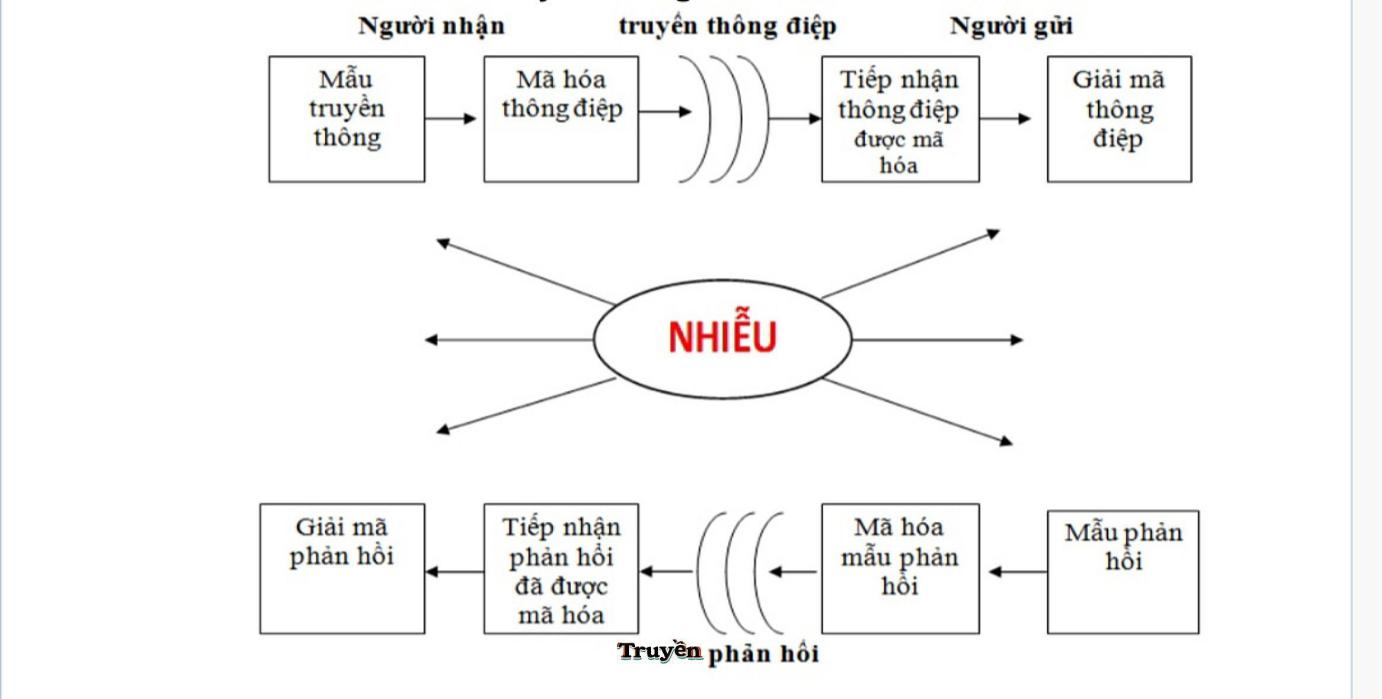 Người nhận
truyền thông điệp
Người gửi
Mẫu
truyền
thông
Mã hóa
thông điệp
Tiếp nhận
thông điệp
được mã
hóa
Giải mã
thông
điệp
NHIỄU
Giải mã
phản hồi
Tiếp nhận
phản hồi
đã được
mã hóa
Mã hóa
mẫu phản
hồi
Mẫu phản
hồi
Truyền phản hồi